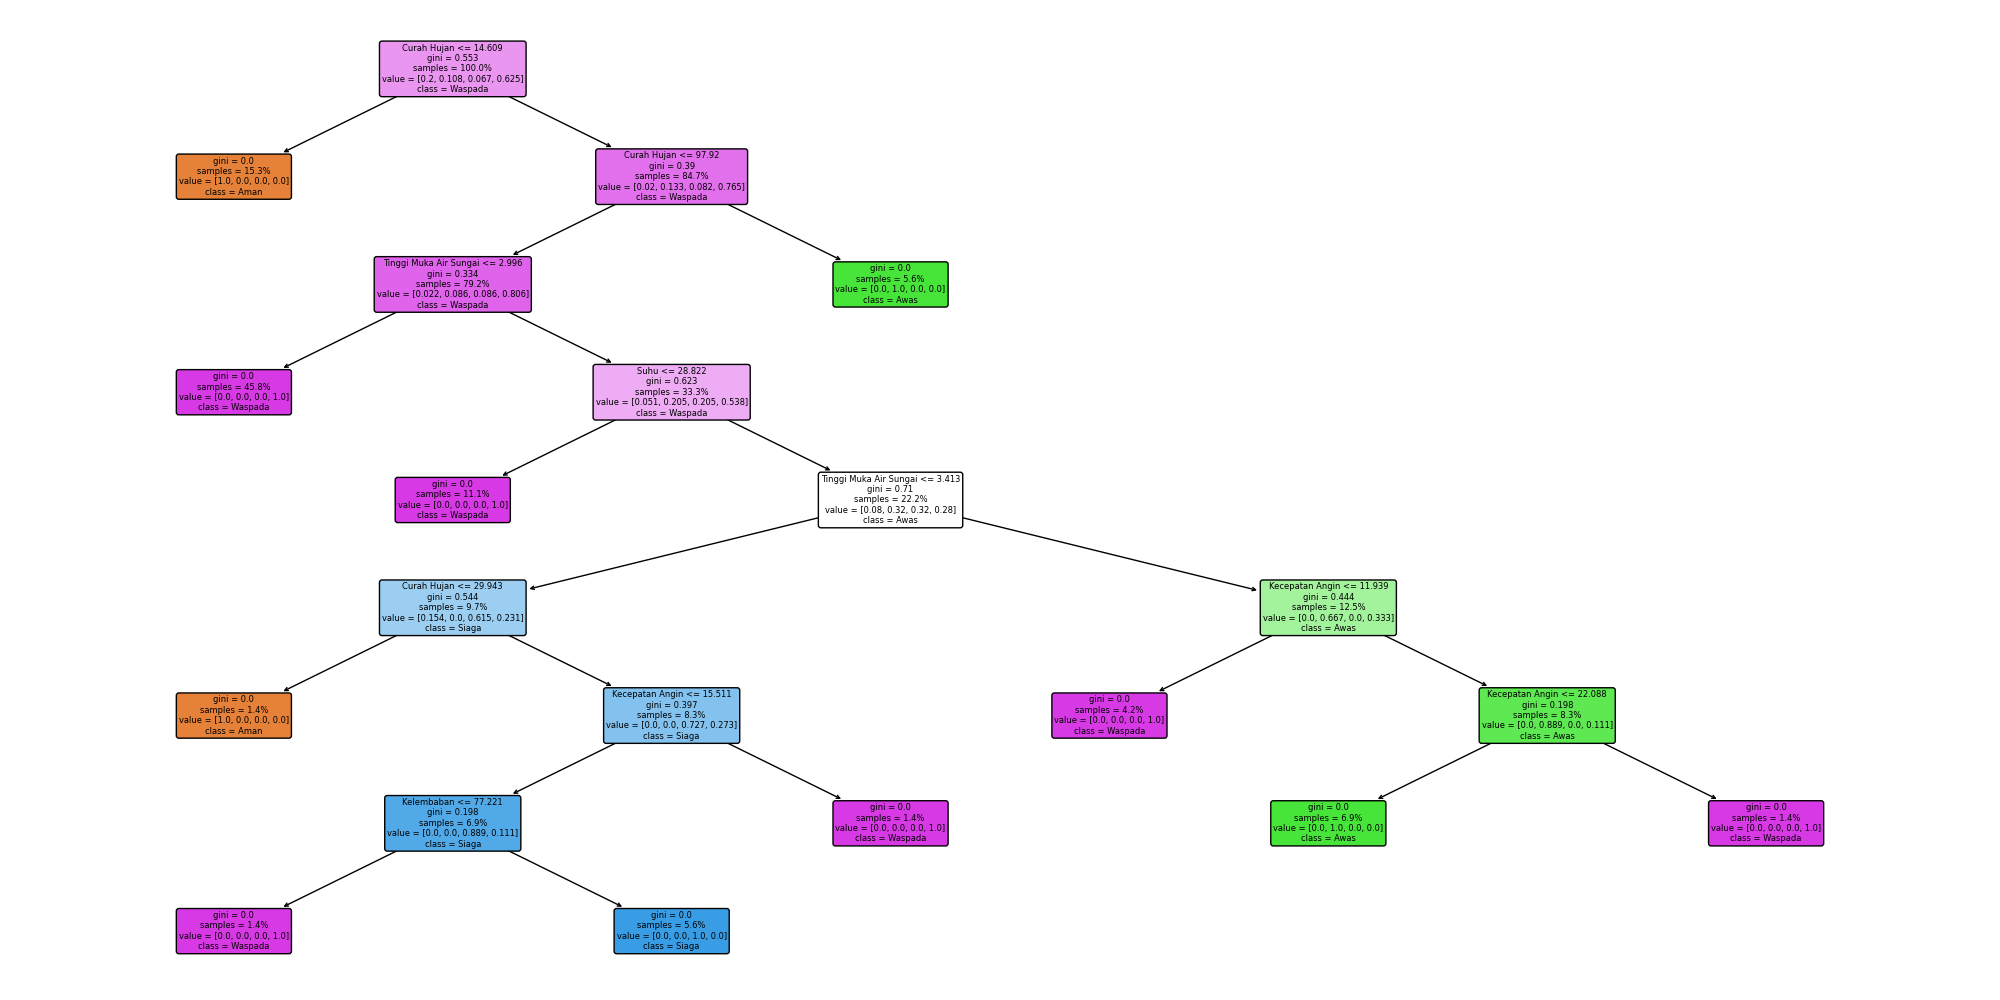 Curah Hujan <= 14.609
gini = 0.553
samples = 100.0%
value = [0.2, 0.108, 0.067, 0.625]
class = Waspada
gini = 0.0
samples = 15.3%
value = [1.0, 0.0, 0.0, 0.0]
class = Aman
Curah Hujan <= 97.92
gini = 0.39
samples = 84.7%
value = [0.02, 0.133, 0.082, 0.765]
class = Waspada
Tinggi Muka Air Sungai <= 2.996
gini = 0.334
samples = 79.2%
value = [0.022, 0.086, 0.086, 0.806]
class = Waspada
gini = 0.0
samples = 5.6%
value = [0.0, 1.0, 0.0, 0.0]
class = Awas
gini = 0.0
samples = 45.8%
value = [0.0, 0.0, 0.0, 1.0]
class = Waspada
Suhu <= 28.822
gini = 0.623
samples = 33.3%
value = [0.051, 0.205, 0.205, 0.538]
class = Waspada
gini = 0.0
samples = 11.1%
value = [0.0, 0.0, 0.0, 1.0]
class = Waspada
Tinggi Muka Air Sungai <= 3.413
gini = 0.71
samples = 22.2%
value = [0.08, 0.32, 0.32, 0.28]
class = Awas
Curah Hujan <= 29.943
gini = 0.544
samples = 9.7%
value = [0.154, 0.0, 0.615, 0.231]
class = Siaga
Kecepatan Angin <= 11.939
gini = 0.444
samples = 12.5%
value = [0.0, 0.667, 0.0, 0.333]
class = Awas
gini = 0.0
samples = 1.4%
value = [1.0, 0.0, 0.0, 0.0]
class = Aman
Kecepatan Angin <= 15.511
gini = 0.397
samples = 8.3%
value = [0.0, 0.0, 0.727, 0.273]
class = Siaga
gini = 0.0
samples = 4.2%
value = [0.0, 0.0, 0.0, 1.0]
class = Waspada
Kecepatan Angin <= 22.088
gini = 0.198
samples = 8.3%
value = [0.0, 0.889, 0.0, 0.111]
class = Awas
Kelembaban <= 77.221
gini = 0.198
samples = 6.9%
value = [0.0, 0.0, 0.889, 0.111]
class = Siaga
gini = 0.0
samples = 1.4%
value = [0.0, 0.0, 0.0, 1.0]
class = Waspada
gini = 0.0
samples = 6.9%
value = [0.0, 1.0, 0.0, 0.0]
class = Awas
gini = 0.0
samples = 1.4%
value = [0.0, 0.0, 0.0, 1.0]
class = Waspada
gini = 0.0
samples = 1.4%
value = [0.0, 0.0, 0.0, 1.0]
class = Waspada
gini = 0.0
samples = 5.6%
value = [0.0, 0.0, 1.0, 0.0]
class = Siaga